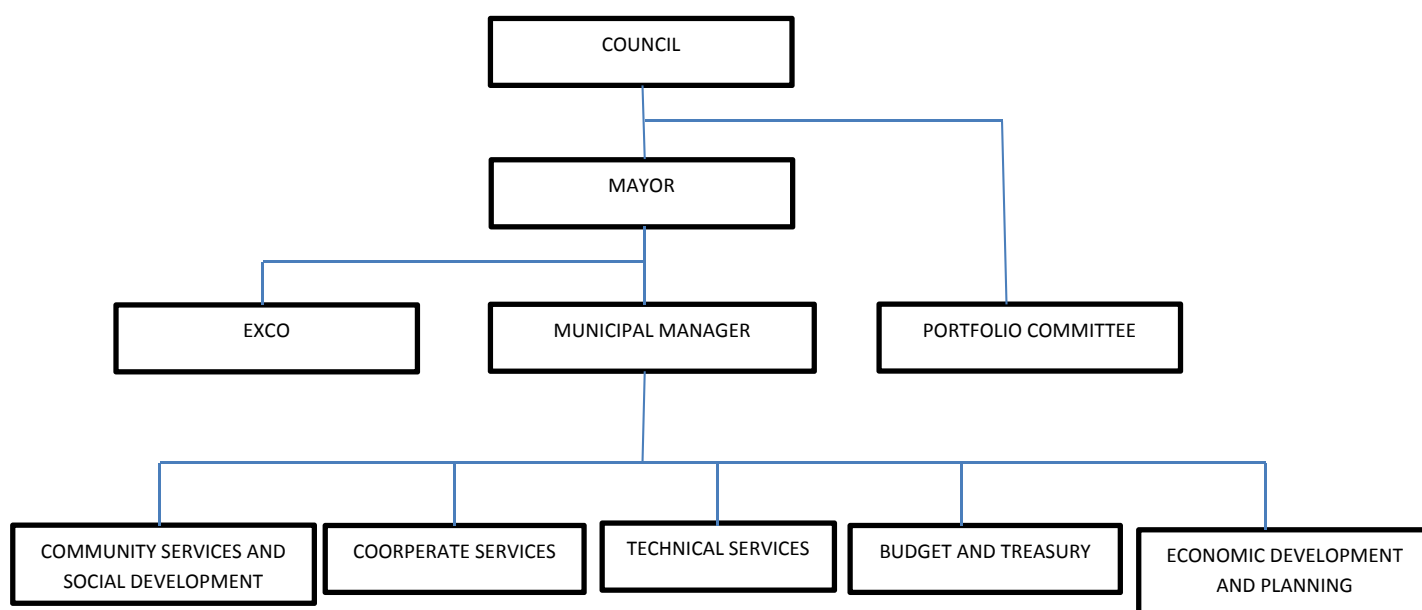 COUNCIL
MAYOR
EXCO
MUNICIPAL MANAGER
PORTFOLIO COMMITTEE
COMMUNITY SERVICES AND
SOCIAL DEVELOPMENT
COORPERATE SERVICES
TECHNICAL SERVICES
BUDGET AND TREASURY
ECONOMIC DEVELOPMENT
AND PLANNING